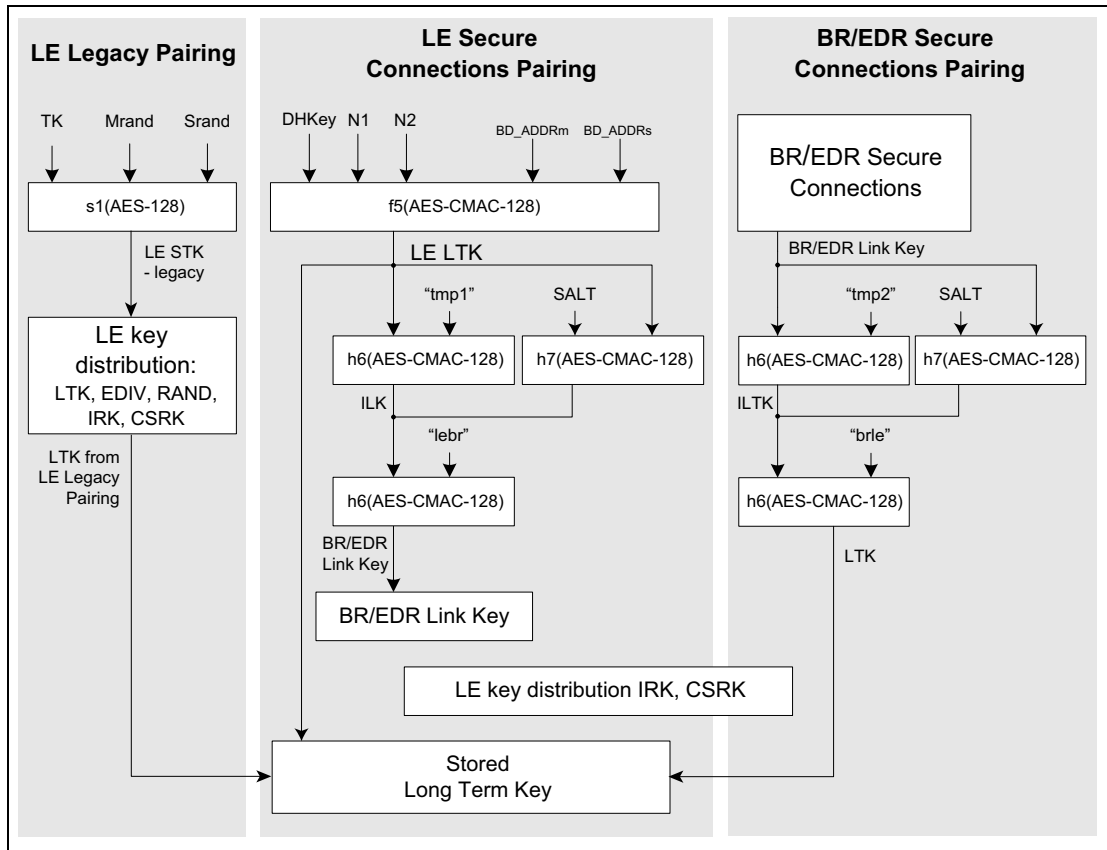 LE Legacy Pairing
TK
Mrand
Srand
s1(AES-128)
LE STK
- legacy
LE key
distribution:
LTK, EDIV, RAND,
IRK, CSRK
LTK from
LE Legacy
Pairing
LE Secure
Connections Pairing
DHKey
N1
N2
BD_ADDRm
BD_ADDRs
f5(AES-CMAC-128)
LE LTK
“tmp1”
SALT
h6(AES-CMAC-128)
h7(AES-CMAC-128)
ILK
“lebr”
h6(AES-CMAC-128)
BR/EDR
Link Key
BR/EDR Link Key
BR/EDR Secure
Connections Pairing
BR/EDR Secure
Connections
BR/EDR Link Key
“tmp2”
SALT
h6(AES-CMAC-128)
h7(AES-CMAC-128)
ILTK
“brle”
h6(AES-CMAC-128)
LTK
LE key distribution IRK, CSRK
Stored
Long Term Key